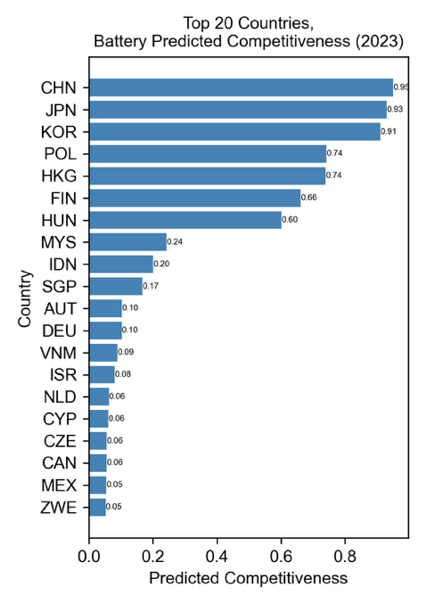 Top 20 Countries,
Battery Predicted Competitiveness (2023)
CHN 0.95
JPN 0.93
KOR 0.91
POL 0.74
HKG 0.74
FIN 0.66
HUN 0.60
MYS 0.24
IDN 0.20
SGP 0.17
AUT 0.10
DEU 0.10
VNM 0.09
ISR 0.08
NLD 0.06
CYP 0.06
CZE 0.06
CAN 0.06
MEX 0.05
ZWE 0.05
Country
0.0 0.2 0.4 0.6 0.8
Predicted Competitiveness